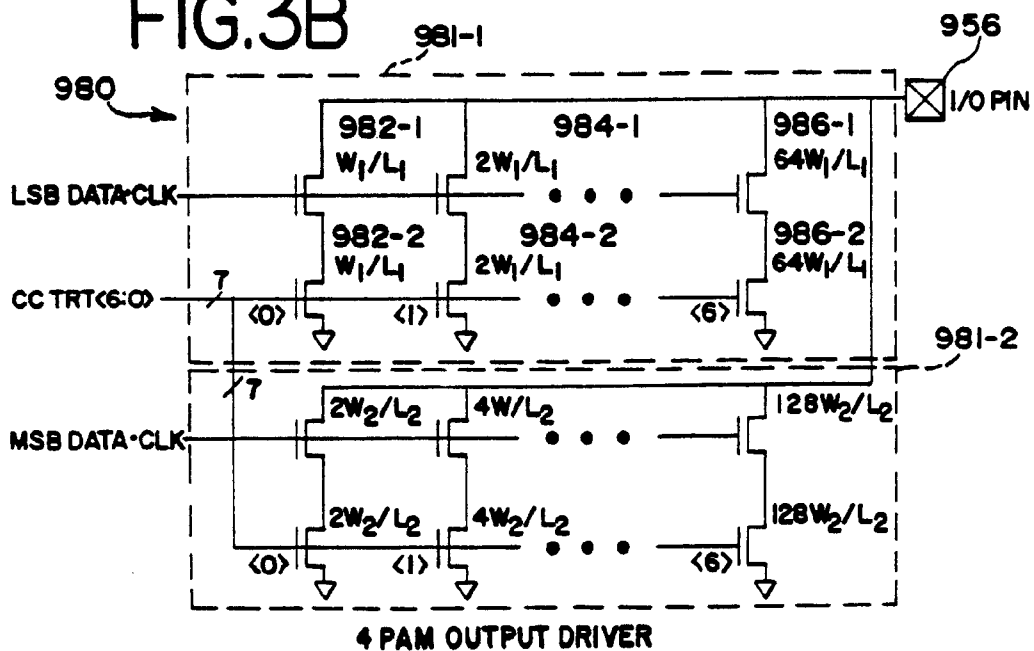 FIG.3B
981-1
956
980
I/O PIN
982-1
984-1
986-1
W1/L1
2W1/L1
64W1/L1
LSB DATA•CLK
982-2
984-2
986-2
W1/L1
2W1/L1
64W1/L1
7
CC TRT<6:0>
<0>
<1>
<6>
981-2
7
2W2/L2
4W/L2
128W2/L2
MSB DATA•CLK
2W2/L2
4W2/L2
128W2/L2
<0>
<1>
<6>
4 PAM OUTPUT DRIVER